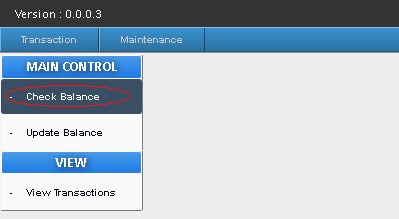 Version : 0.0.0.3
Transaction Maintenance
MAIN CONTROL
- Check Balance
- Update Balance
VIEW
- View Transactions